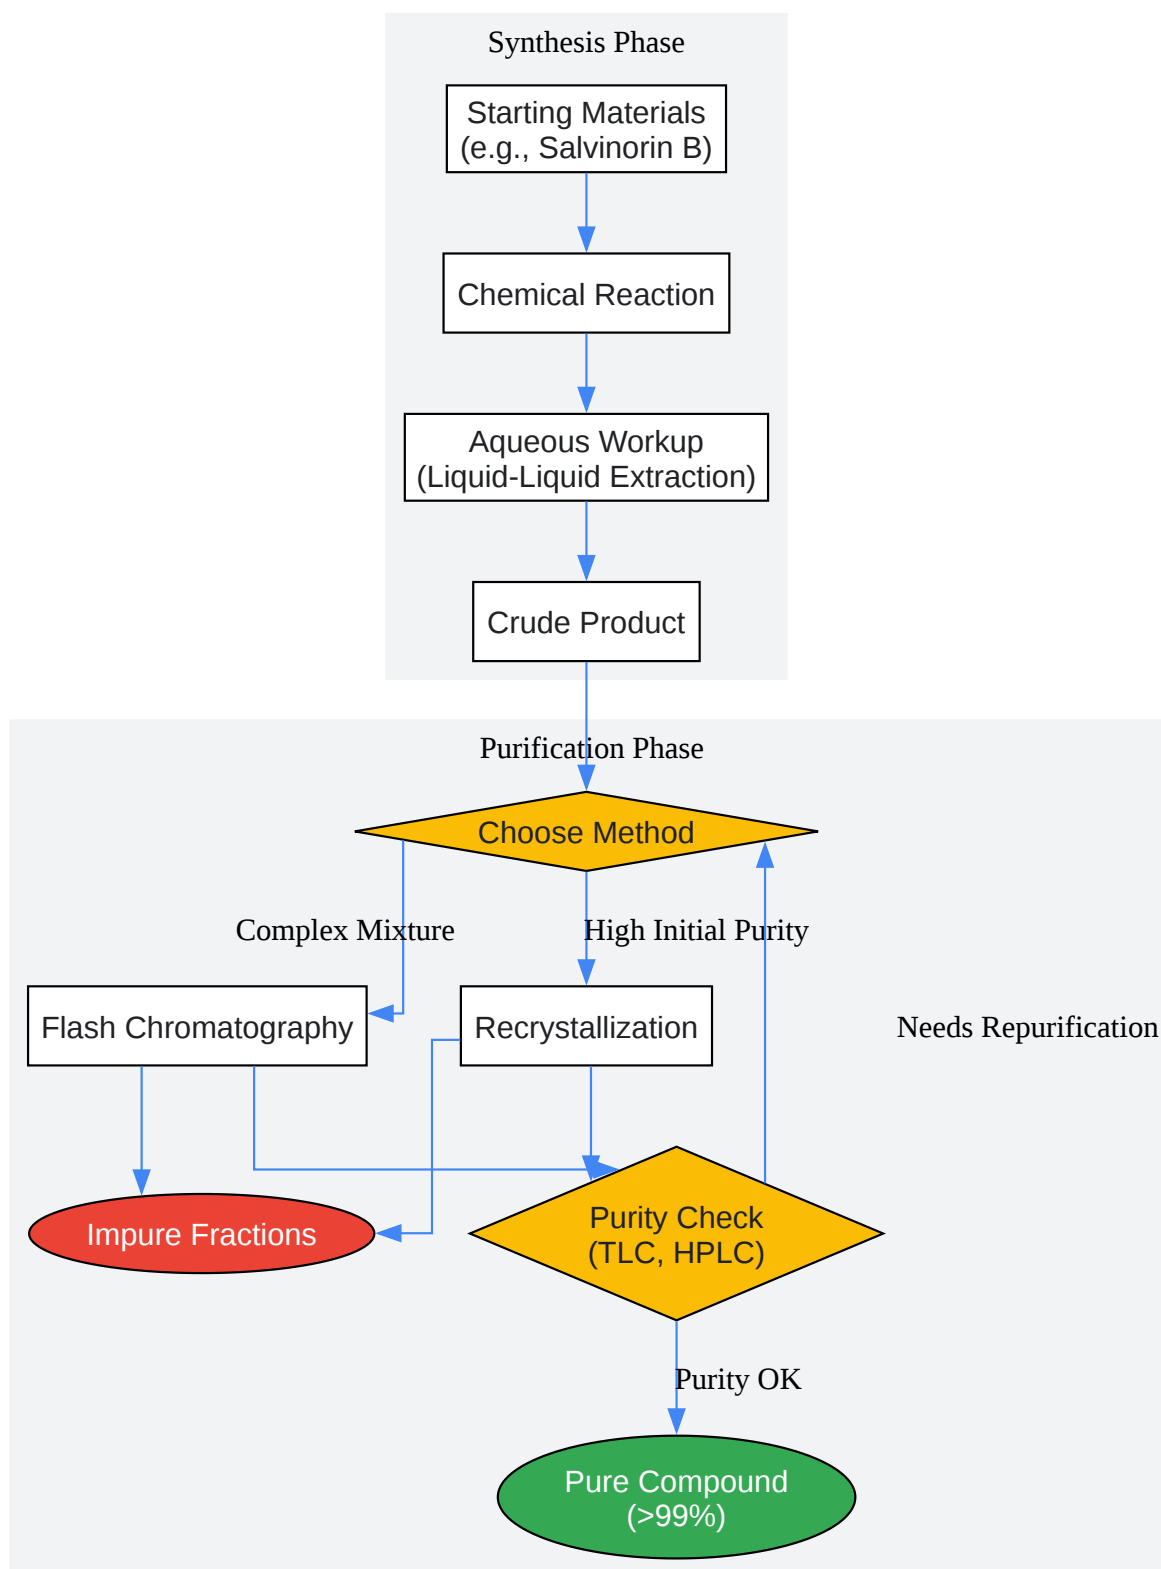 Synthesis Phase
Starting Materials
(e.g., Salvinorin B)
Chemical Reaction
Aqueous Workup
(Liquid-Liquid Extraction)
Crude Product
Purification Phase
Choose Method
Complex Mixture
High Initial Purity
Flash Chromatography
Recrystallization
Needs Repurification
Impure Fractions
Purity Check
(TLC, HPLC)
Purity OK
Pure Compound
(>99%)